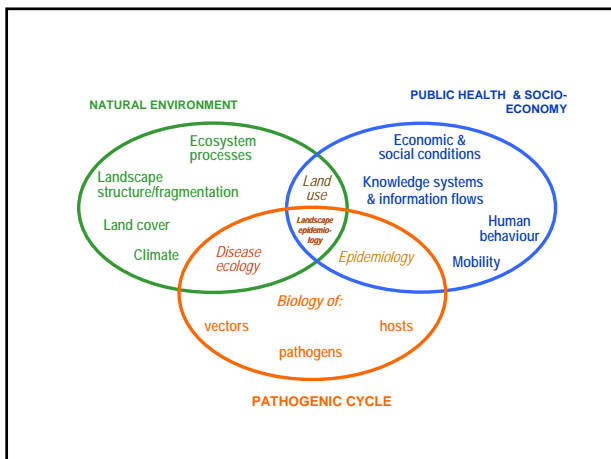 NATURAL ENVIRONMENT
PUBLIC HEALTH & SOCIO-
ECONOMY
Ecosystem
processes
Landscape
structure/fragmentation
Land cover
Climate
Land
use
Economic &
social conditions
Knowledge systems
& information flows
Human
behaviour
Mobility
Landscape
epidemio-
logy
Disease
ecology
Epidemiology
Biology of:
vectors
hosts
pathogens
PATHOGENIC CYCLE